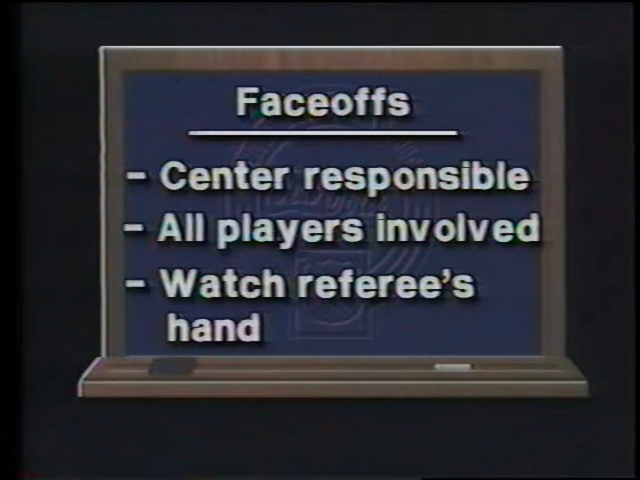 Faceoffs
- Center responsible
- All players involved
- Watch referee's
hand